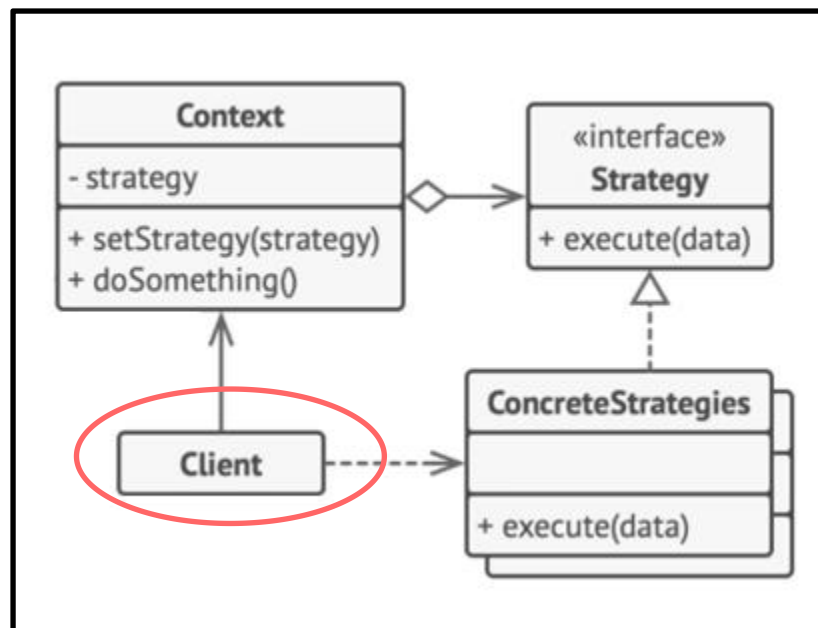 Context
- strategy
+ setStrategy(strategy)
+ doSomething()
«interface»
Strategy
+ execute(data)
Client
ConcreteStrategies
+ execute(data)